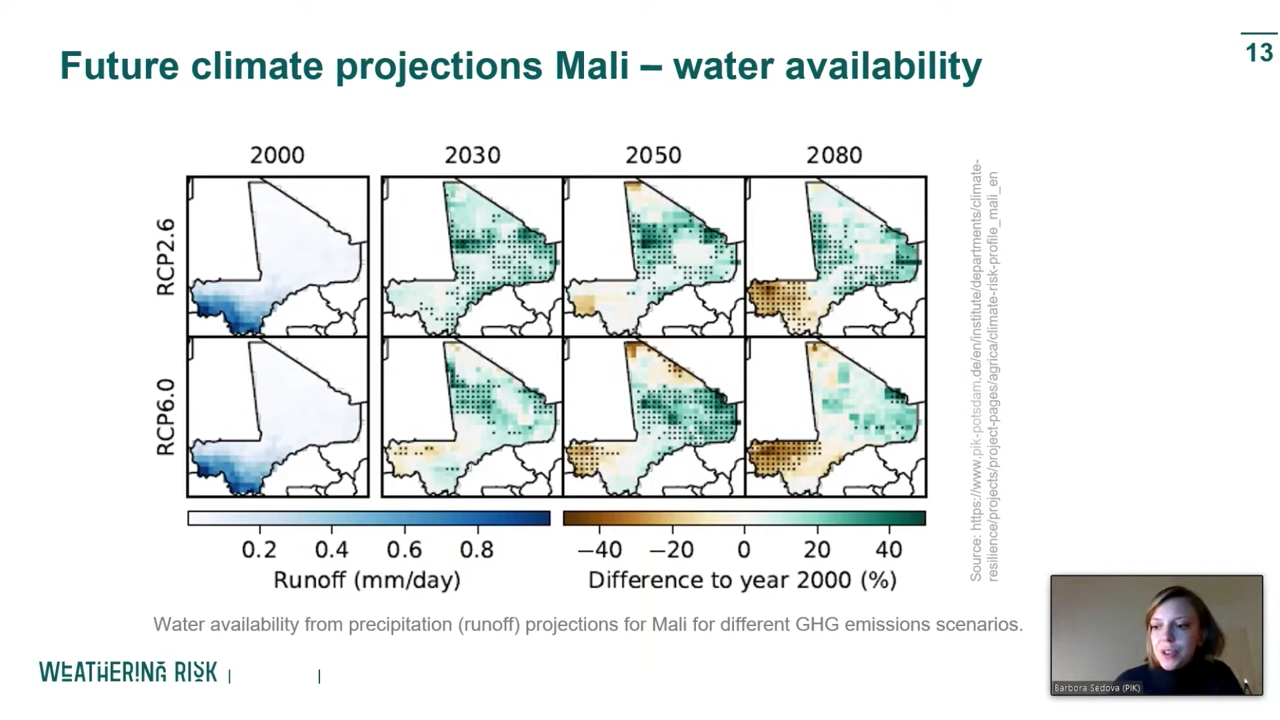 Future climate projections Mali – water availability
13
2000
2030
2050
2080
RCP2.6
RCP6.0
0.2
0.4
0.6
0.8
Runoff (mm/day)
−40
−20
0
20
40
Difference to year 2000 (%)
Source: https://www.pik-potsdam.de/en/institute/departments/climate-
resilience/projects/project-pages/agrica/climate-risk-profile_mali_en
Water availability from precipitation (runoff) projections for Mali for different GHG emissions scenarios.
WEATHERING RISK
Barbora Sedova (PIK)